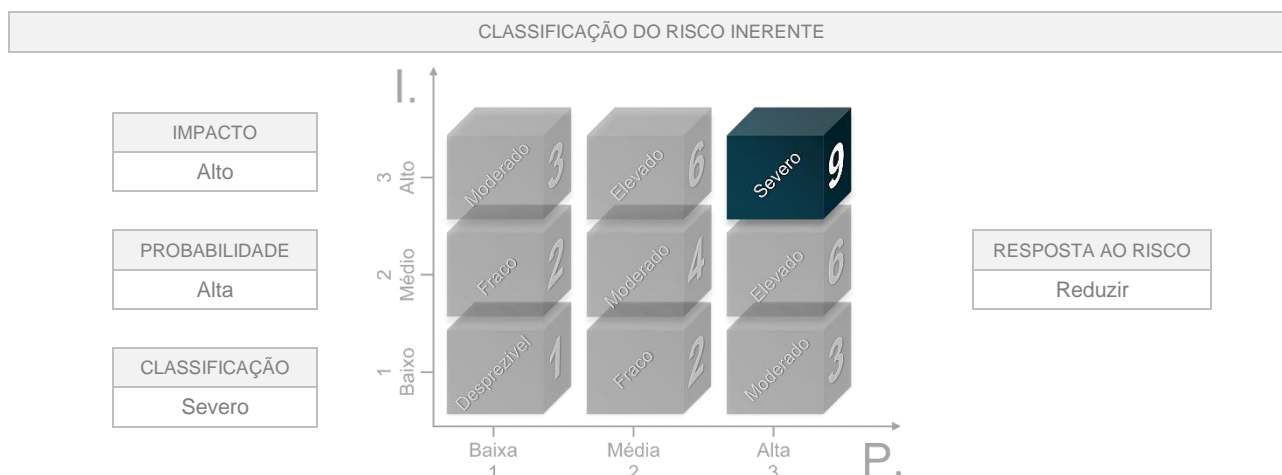 CLASSIFICAÇÃO DO RISCO INERENTE
I.
IMPACTO
Alto
PROBABILIDADE
Alta
CLASSIFICAÇÃO
Severo
3
Alto
2
Médio
1
Baixo
Moderado 3
Elevado 6
Severo 9
Fraco 2
Moderado 4
Elevado 6
Desprezível 1
Fraco 2
Moderado 3
Baixa
1
Média
2
Alta
3
P.
RESPOSTA AO RISCO
Reduzir